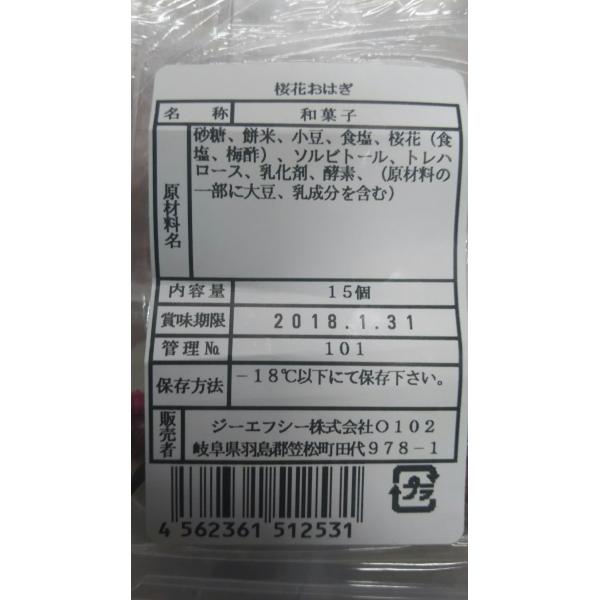 桜花おはぎ
名 称 和菓子
原材料名
砂糖、餅米、小豆、食塩、桜花（食
塩、梅酢）、ソルビトール、トレハ
ロース、乳化剤、酵素、（原材料の
一部に大豆、乳成分を含む）
内容量 １５個
賞味期限 2018.1.31
管理№ １０１
保存方法 －１８℃以下にて保存下さい。
販売者
ジーエフシー株式会社Ｏ１０２
岐阜県羽島郡笠松町田代９７８－１
4 562361 512531
プラ